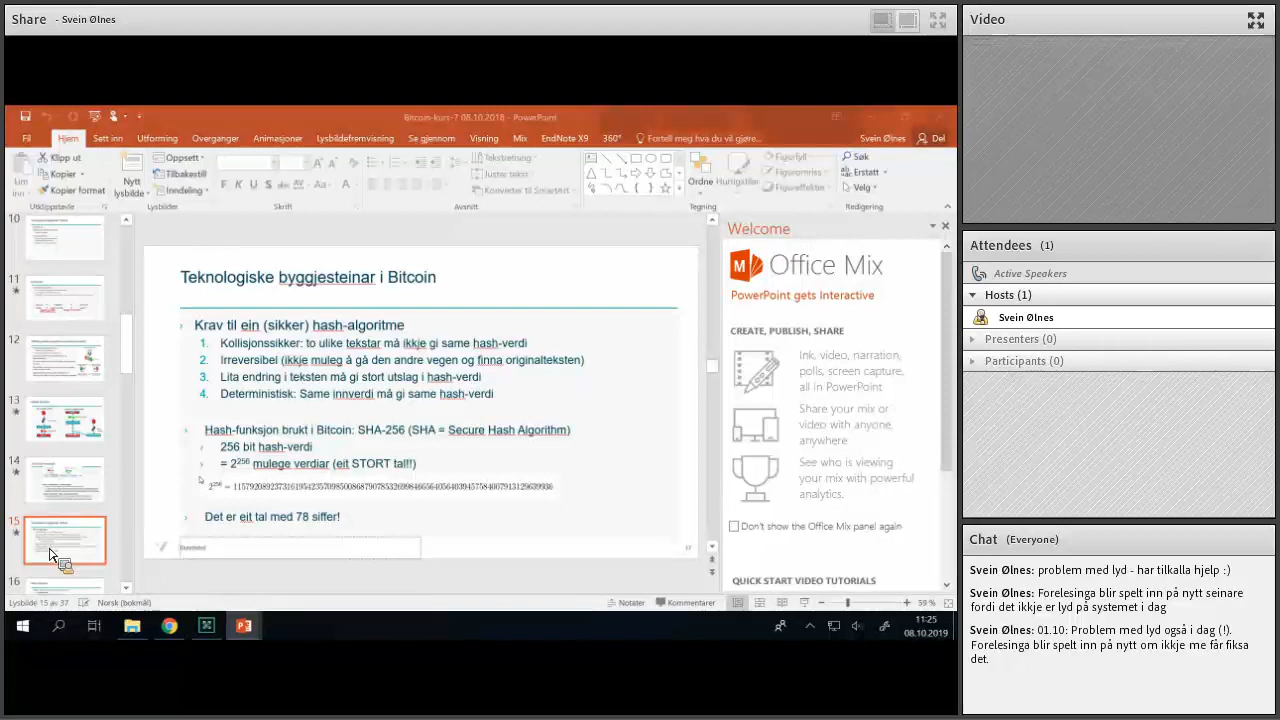 Share - Svein Ølnes
Video
Bitcoin-kurs-7 08.10.2018 - PowerPoint
Fil Hjem Sett inn Utforming Overganger Animasjoner Lysbildefremvisning Se gjennom Visning Mix EndNote X9 360° Fortell meg hva du vil gjøre... Svein Ølnes Del
Lim inn
Klipp ut
Kopier
Kopier format
Utklippstavle
Nytt lysbilde
Oppsett
Tilbakestill
Inndeling
Lysbilder
F K U S abc AV Aa A
Skrift
Tekstretning
Juster tekst
Konverter til SmartArt
Avsnitt
Ordne Hurtigstiler
Figurfyll
Figuromriss
Figureffekter
Tegning
Søk
Erstatt
Velg
Redigering
10
11
12
13
14
15
16
Teknologiske byggjesteinar i Bitcoin
Krav til ein (sikker) hash-algoritme
1. Kollisjonssikker: to ulike tekstar må ikkje gi same hash-verdi
2. Irreversibel (ikkje muleg å gå den andre vegen og finna originalteksten)
3. Lita endring i teksten må gi stort utslag i hash-verdi
4. Deterministisk: Same innverdi må gi same hash-verdi
Hash-funksjon brukt i Bitcoin: SHA-256 (SHA = Secure Hash Algorithm)
256 bit hash-verdi
= 2²⁵⁶ mulege verdiar (eit STORT tal!!)
Det er eit tal med 78 siffer!
17
Welcome
Office Mix
PowerPoint gets Interactive
CREATE, PUBLISH, SHARE
Ink, video, narration,
polls, screen capture,
all in PowerPoint
Share your mix or
video with anyone,
anywhere
See who is viewing
your mix with powerful
analytics.
Don't show the Office Mix panel again
QUICK START VIDEO TUTORIALS
Lysbilde 15 av 37 Norsk (bokmål) Notater Kommentarer 59 %
11:25
08.10.2019
Attendees (1)
Active Speakers
Hosts (1)
Svein Ølnes
Presenters (0)
Participants (0)
Chat (Everyone)
Svein Ølnes: problem med lyd - har tilkalla hjelp :)
Svein Ølnes: Forelesinga blir spelt inn på nytt seinare
fordi det ikkje er lyd på systemet i dag
Svein Ølnes: 01.10: Problem med lyd også i dag (!).
Forelesinga blir spelt inn på nytt om ikkje me får fiksa
det.